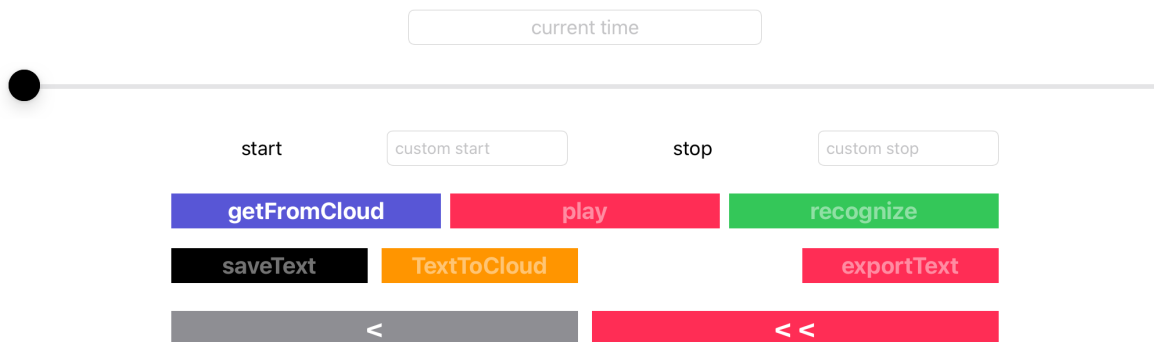 current time
start custom start stop custom stop
getFromCloud play recognize
saveText TextToCloud exportText
< < <